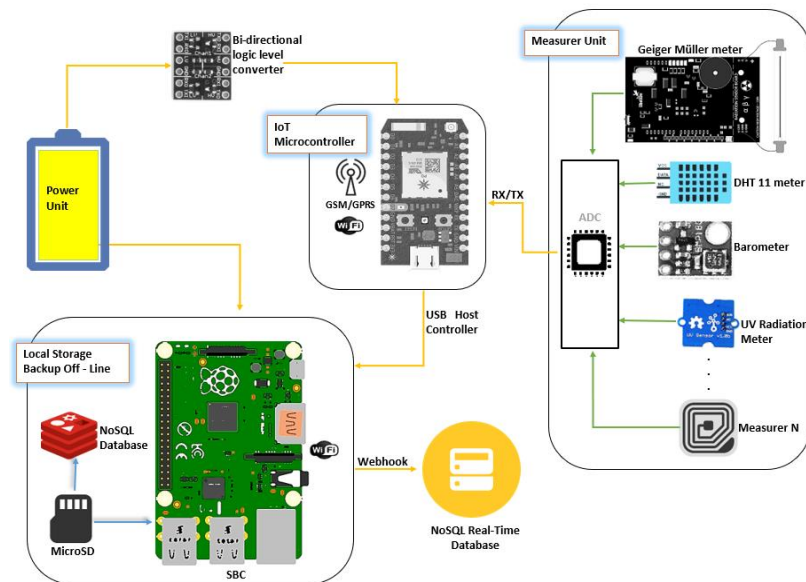 Bi-directional
logic level
converter
Measurer Unit
Geiger Müller meter
IoT
Microcontroller
GSM/GPRS
WiFi
RX/TX
Power
Unit
ADC
DHT 11 meter
Barometer
UV Radiation
Meter
Measurer N
USB Host
Controller
Local Storage
Backup Off - Line
NoSQL
Database
MicroSD
WiFi
SBC
Webhook
NoSQL Real-Time
Database